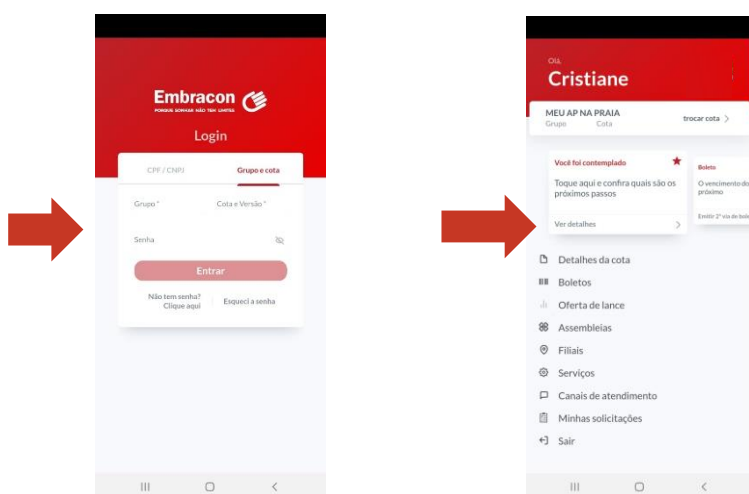 Embracon
PORQUE SONHAR NÃO TEM LIMITES
Login
CPF / CNPJ
Grupo e cota
Grupo *
Cota e Versão *
Senha
Entrar
Não tem senha?
Clique aqui
Esqueci a senha
Olá,
Cristiane
MEU AP NA PRAIA
Grupo
Cota
trocar cota
Você foi contemplado
Toque aqui e confira quais são os
próximos passos
Ver detalhes
Boleto
O vencimento do
próximo
Emitir 2ª via do bole
Detalhes da cota
Boletos
Oferta de lance
Assembleias
Filiais
Serviços
Canais de atendimento
Minhas solicitações
Sair